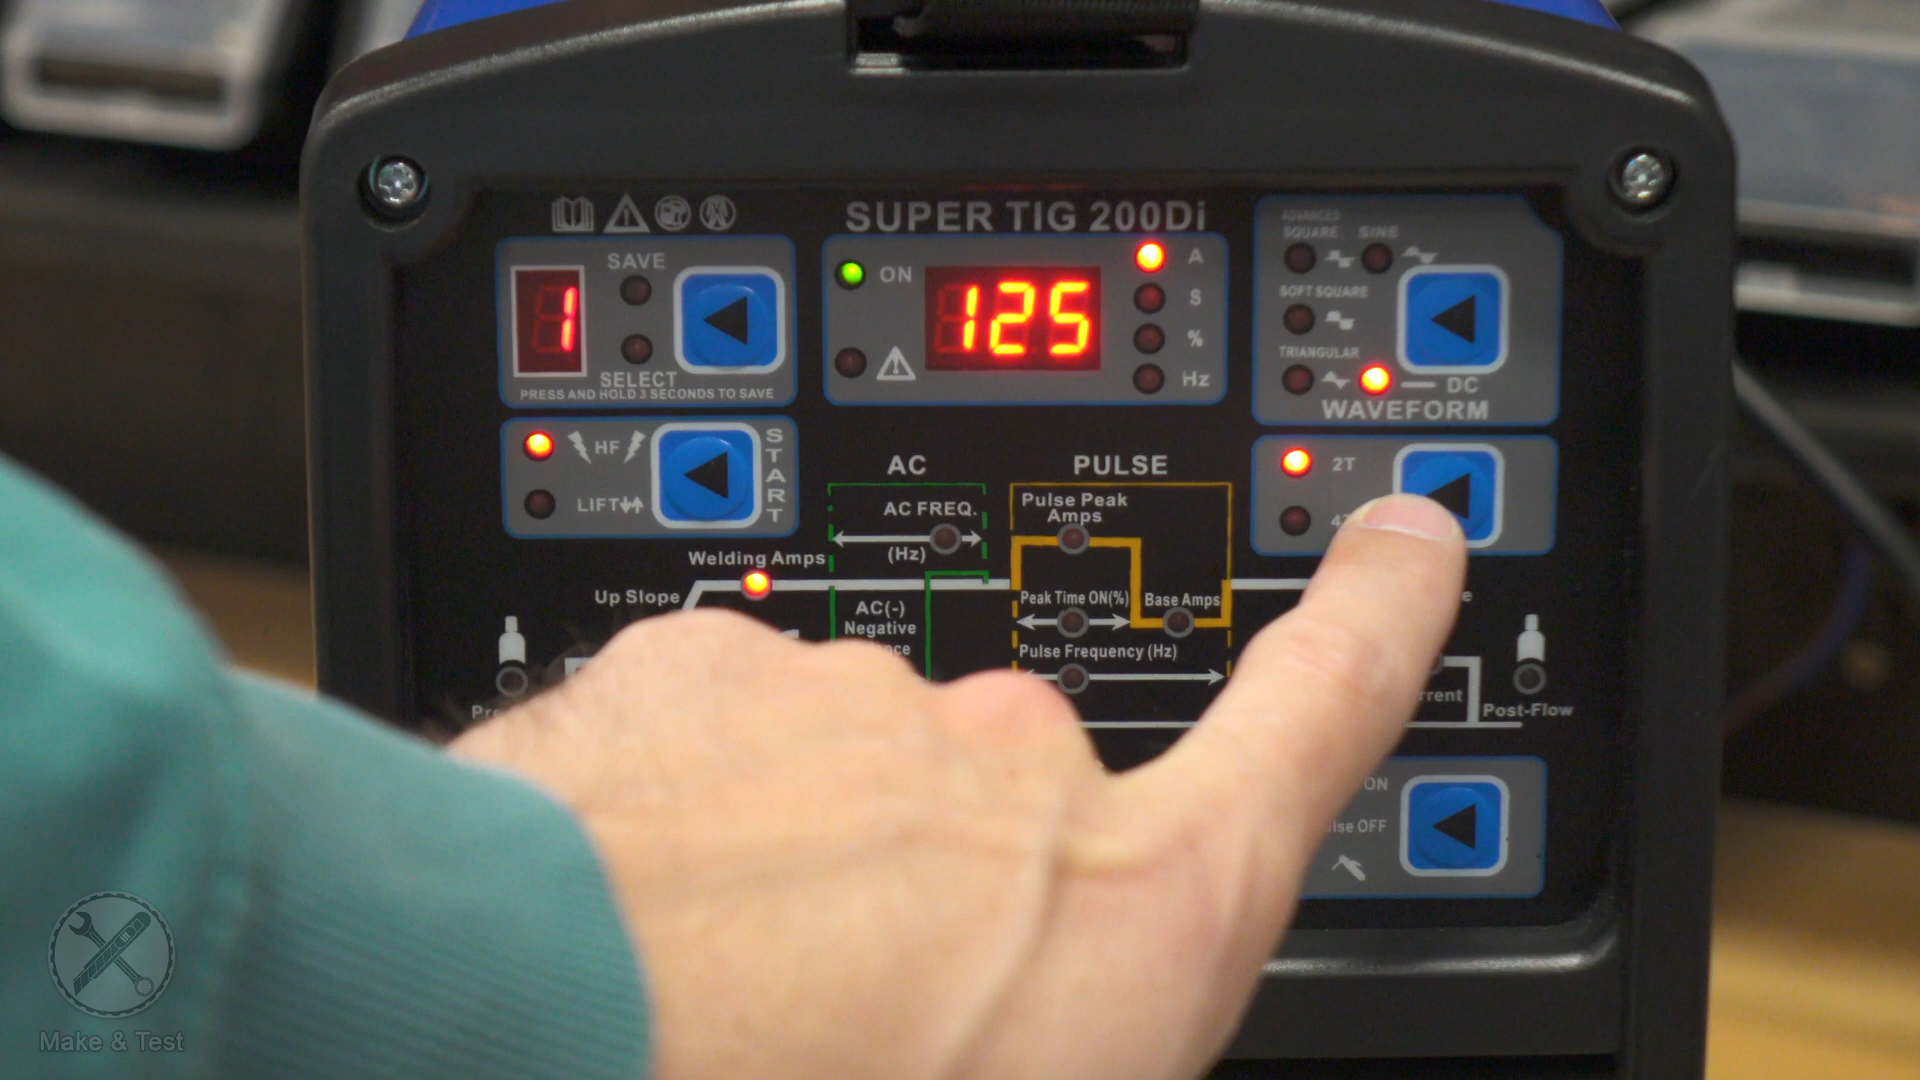 SUPER TIG 200Di
SAVE
1
SELECT
PRESS AND HOLD 3 SECONDS TO SAVE
ON
125
A
S
%
Hz
ADVANCED
SQUARE
SINE
SOFT SQUARE
TRIANGULAR
DC
WAVEFORM
HF
LIFT
START
2T
AC
AC FREQ.
(Hz)
AC(-)
Negative
PULSE
Pulse Peak
Amps
Peak Time ON(%)
Base Amps
Pulse Frequency (Hz)
Welding Amps
Up Slope
Post-Flow
ON
OFF
Make & Test